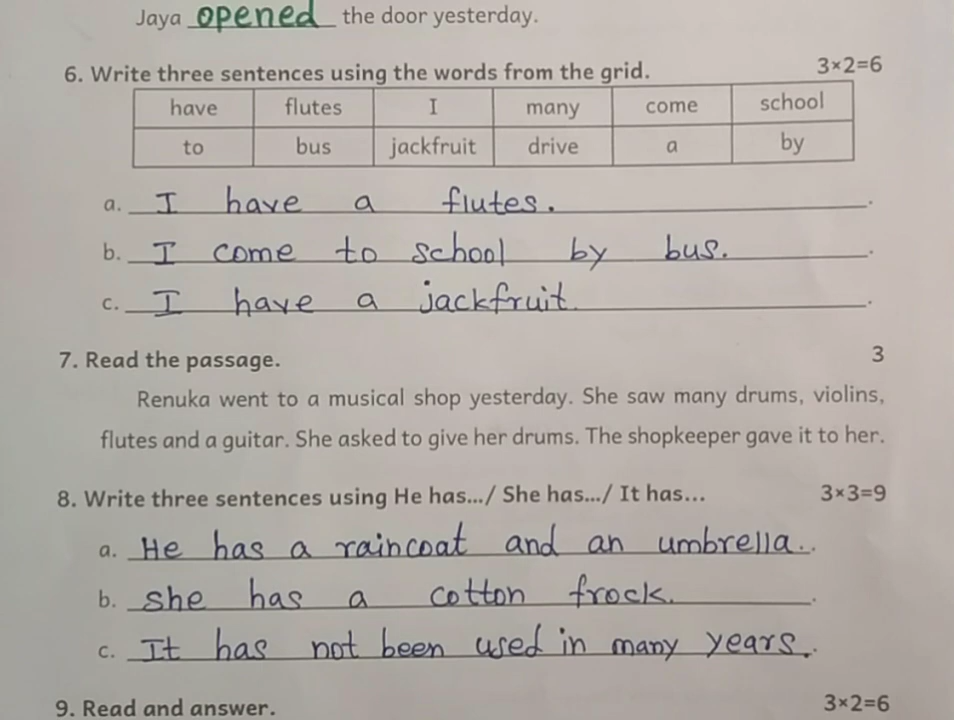 Jaya opened the door yesterday.
6. Write three sentences using the words from the grid. 3×2=6
have flutes I many come school
to bus jackfruit drive a by
a. I have a flutes. .
b. I come to school by bus. .
c. I have a jackfruit. .
7. Read the passage. 3
Renuka went to a musical shop yesterday. She saw many drums, violins,
flutes and a guitar. She asked to give her drums. The shopkeeper gave it to her.
8. Write three sentences using He has.../ She has.../ It has... 3×3=9
a. He has a raincoat and an umbrella. .
b. she has a cotton frock. .
c. It has not been used in many years. .
9. Read and answer. 3×2=6